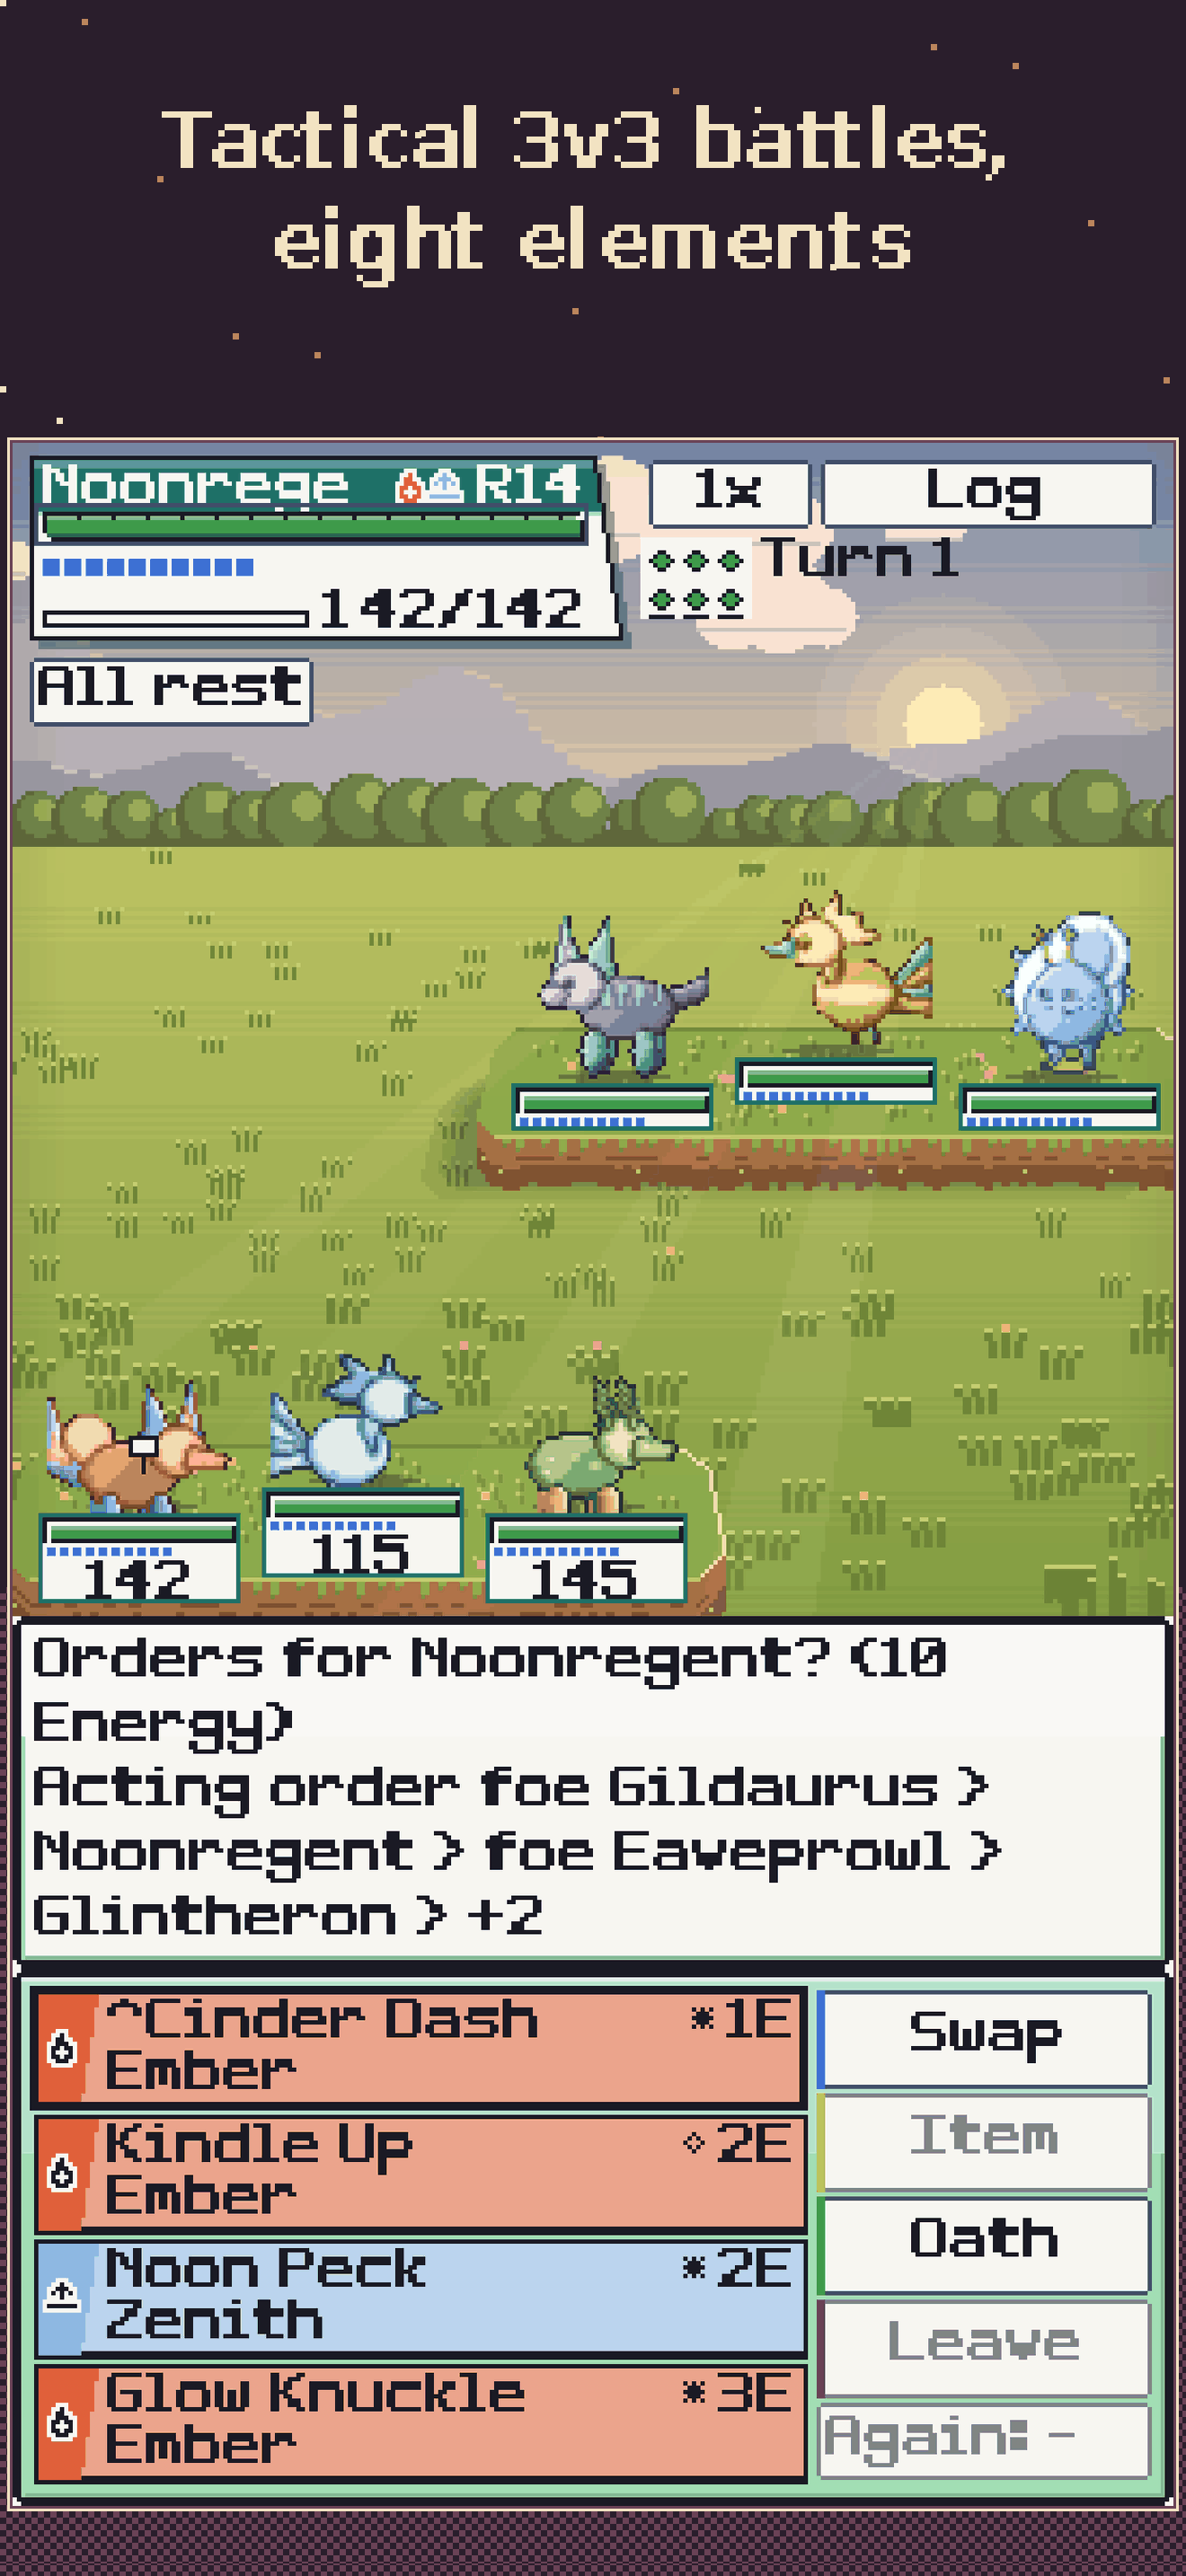 Tactical 3v3 battles,
eight elements
Noonrege R14
1x
Log
Turn 1
142/142
All rest
142
115
145
Orders for Noonregent? (10
Energy)
Acting order foe Gildaurus >
Noonregent > foe Eaveprowl >
Glintheron > +2
^Cinder Dash *1E
Ember
Kindle Up ◇2E
Ember
Noon Peck *2E
Zenith
Glow Knuckle *3E
Ember
Swap
Item
Oath
Leave
Again: -